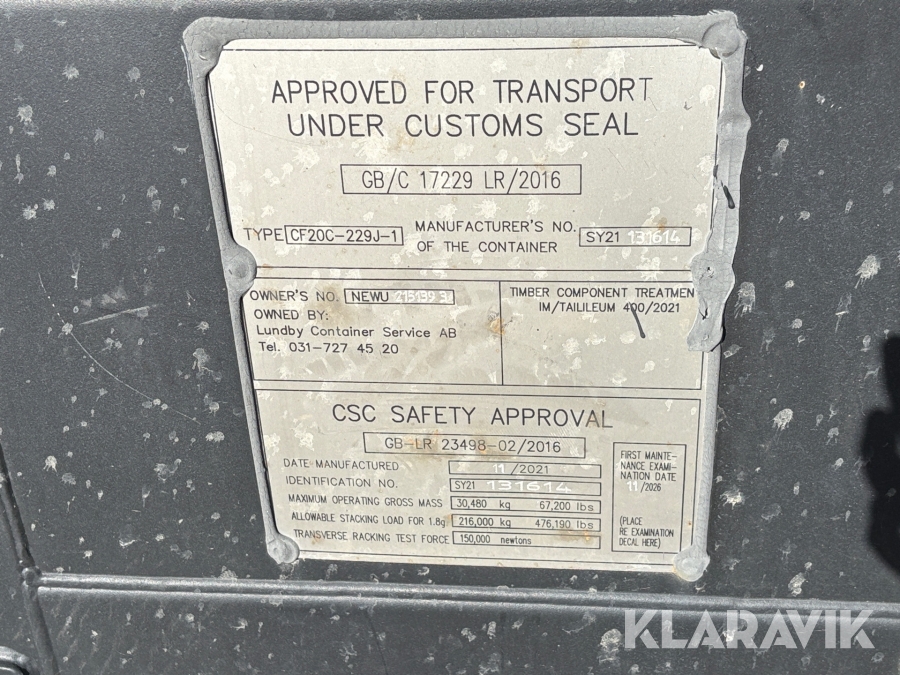 APPROVED FOR TRANSPORT
UNDER CUSTOMS SEAL
GB/C 17229 LR/2016
TYPE CF20C-229J-1 MANUFACTURER'S NO. OF THE CONTAINER SY21 131614
OWNER'S NO. NEWU 215139 3
OWNED BY:
Lundby Container Service AB
Tel. 031-727 45 20
TIMBER COMPONENT TREATMEN
IM/TAILILEUM 400/2021
CSC SAFETY APPROVAL
GB-LR 23498-02/2016
DATE MANUFACTURED 11/2021
IDENTIFICATION NO. SY21 131614
MAXIMUM OPERATING GROSS MASS 30,480 kg 67,200 lbs
ALLOWABLE STACKING LOAD FOR 1.8g 216,000 kg 476,190 lbs
TRANSVERSE RACKING TEST FORCE 150,000 newtons
FIRST MAINTE-
NANCE EXAMI-
NATION DATE
11/2026
(PLACE
RE EXAMINATION
DECAL HERE)
KLARAVIK